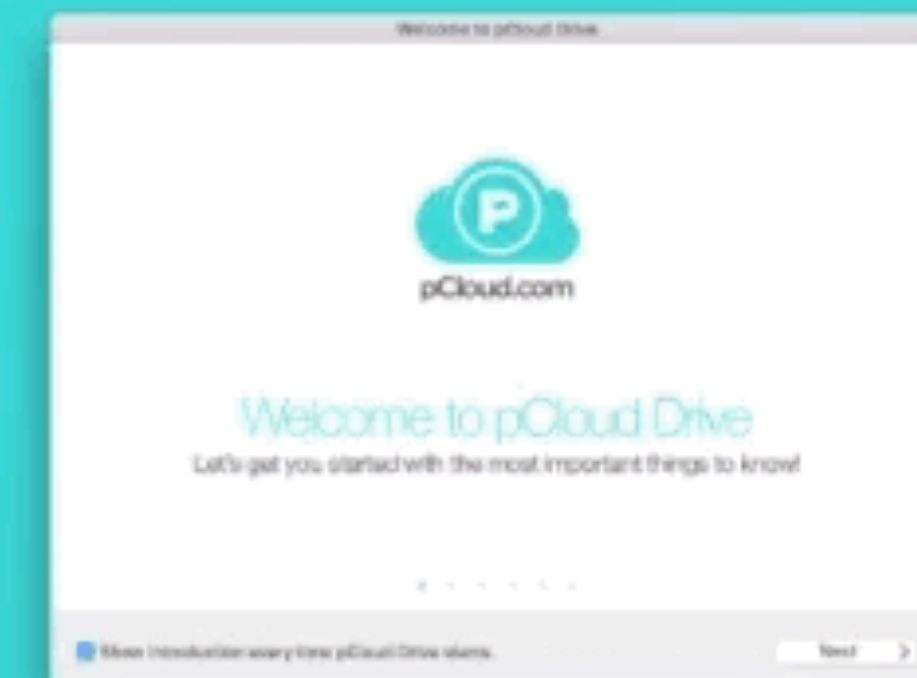 Welcome to pCloud Drive
P
pCloud.com
Welcome to pCloud Drive
Let's get you started with the most important things to know!
Show introduction every time pCloud Drive starts.
Next